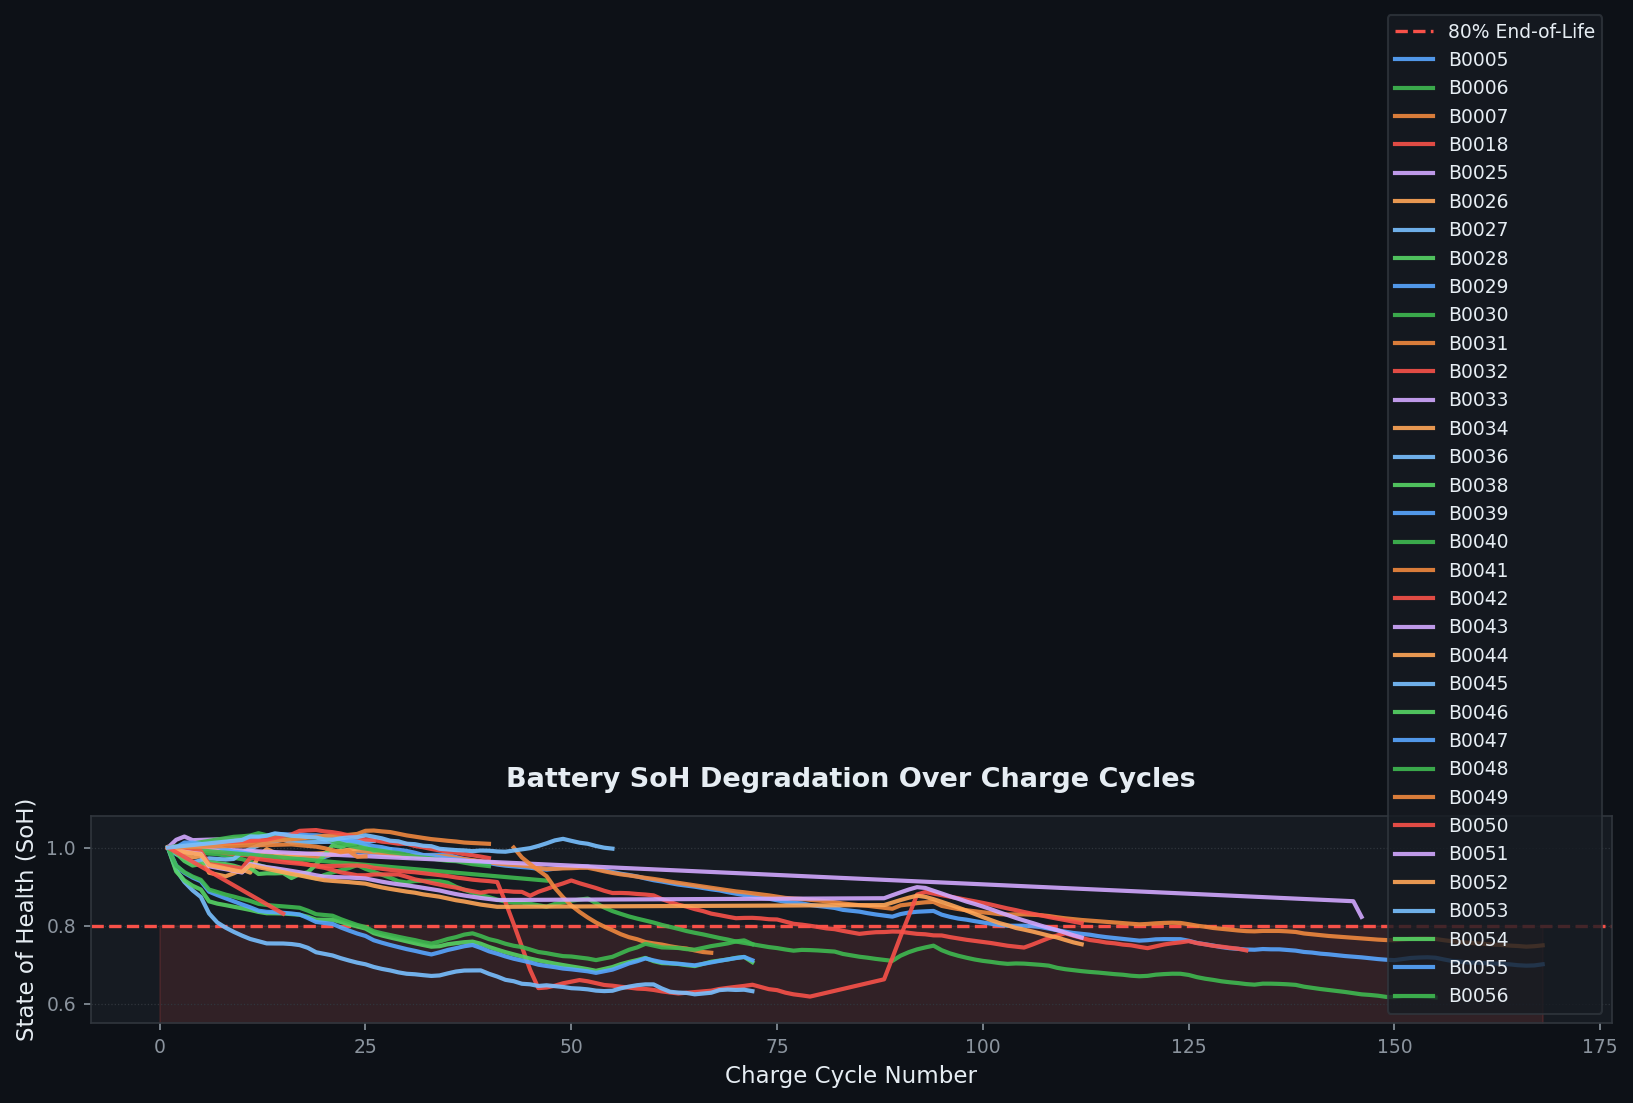 80% End-of-Life
B0005
B0006
B0007
B0018
B0025
B0026
B0027
B0028
B0029
B0030
B0031
B0032
B0033
B0034
B0036
B0038
B0039
B0040
B0041
B0042
B0043
B0044
B0045
B0046
B0047
B0048
B0049
B0050
B0051
B0052
B0053
B0054
B0055
B0056
Battery SoH Degradation Over Charge Cycles
State of Health (SoH)
1.0
0.8
0.6
0 25 50 75 100 125 150 175
Charge Cycle Number